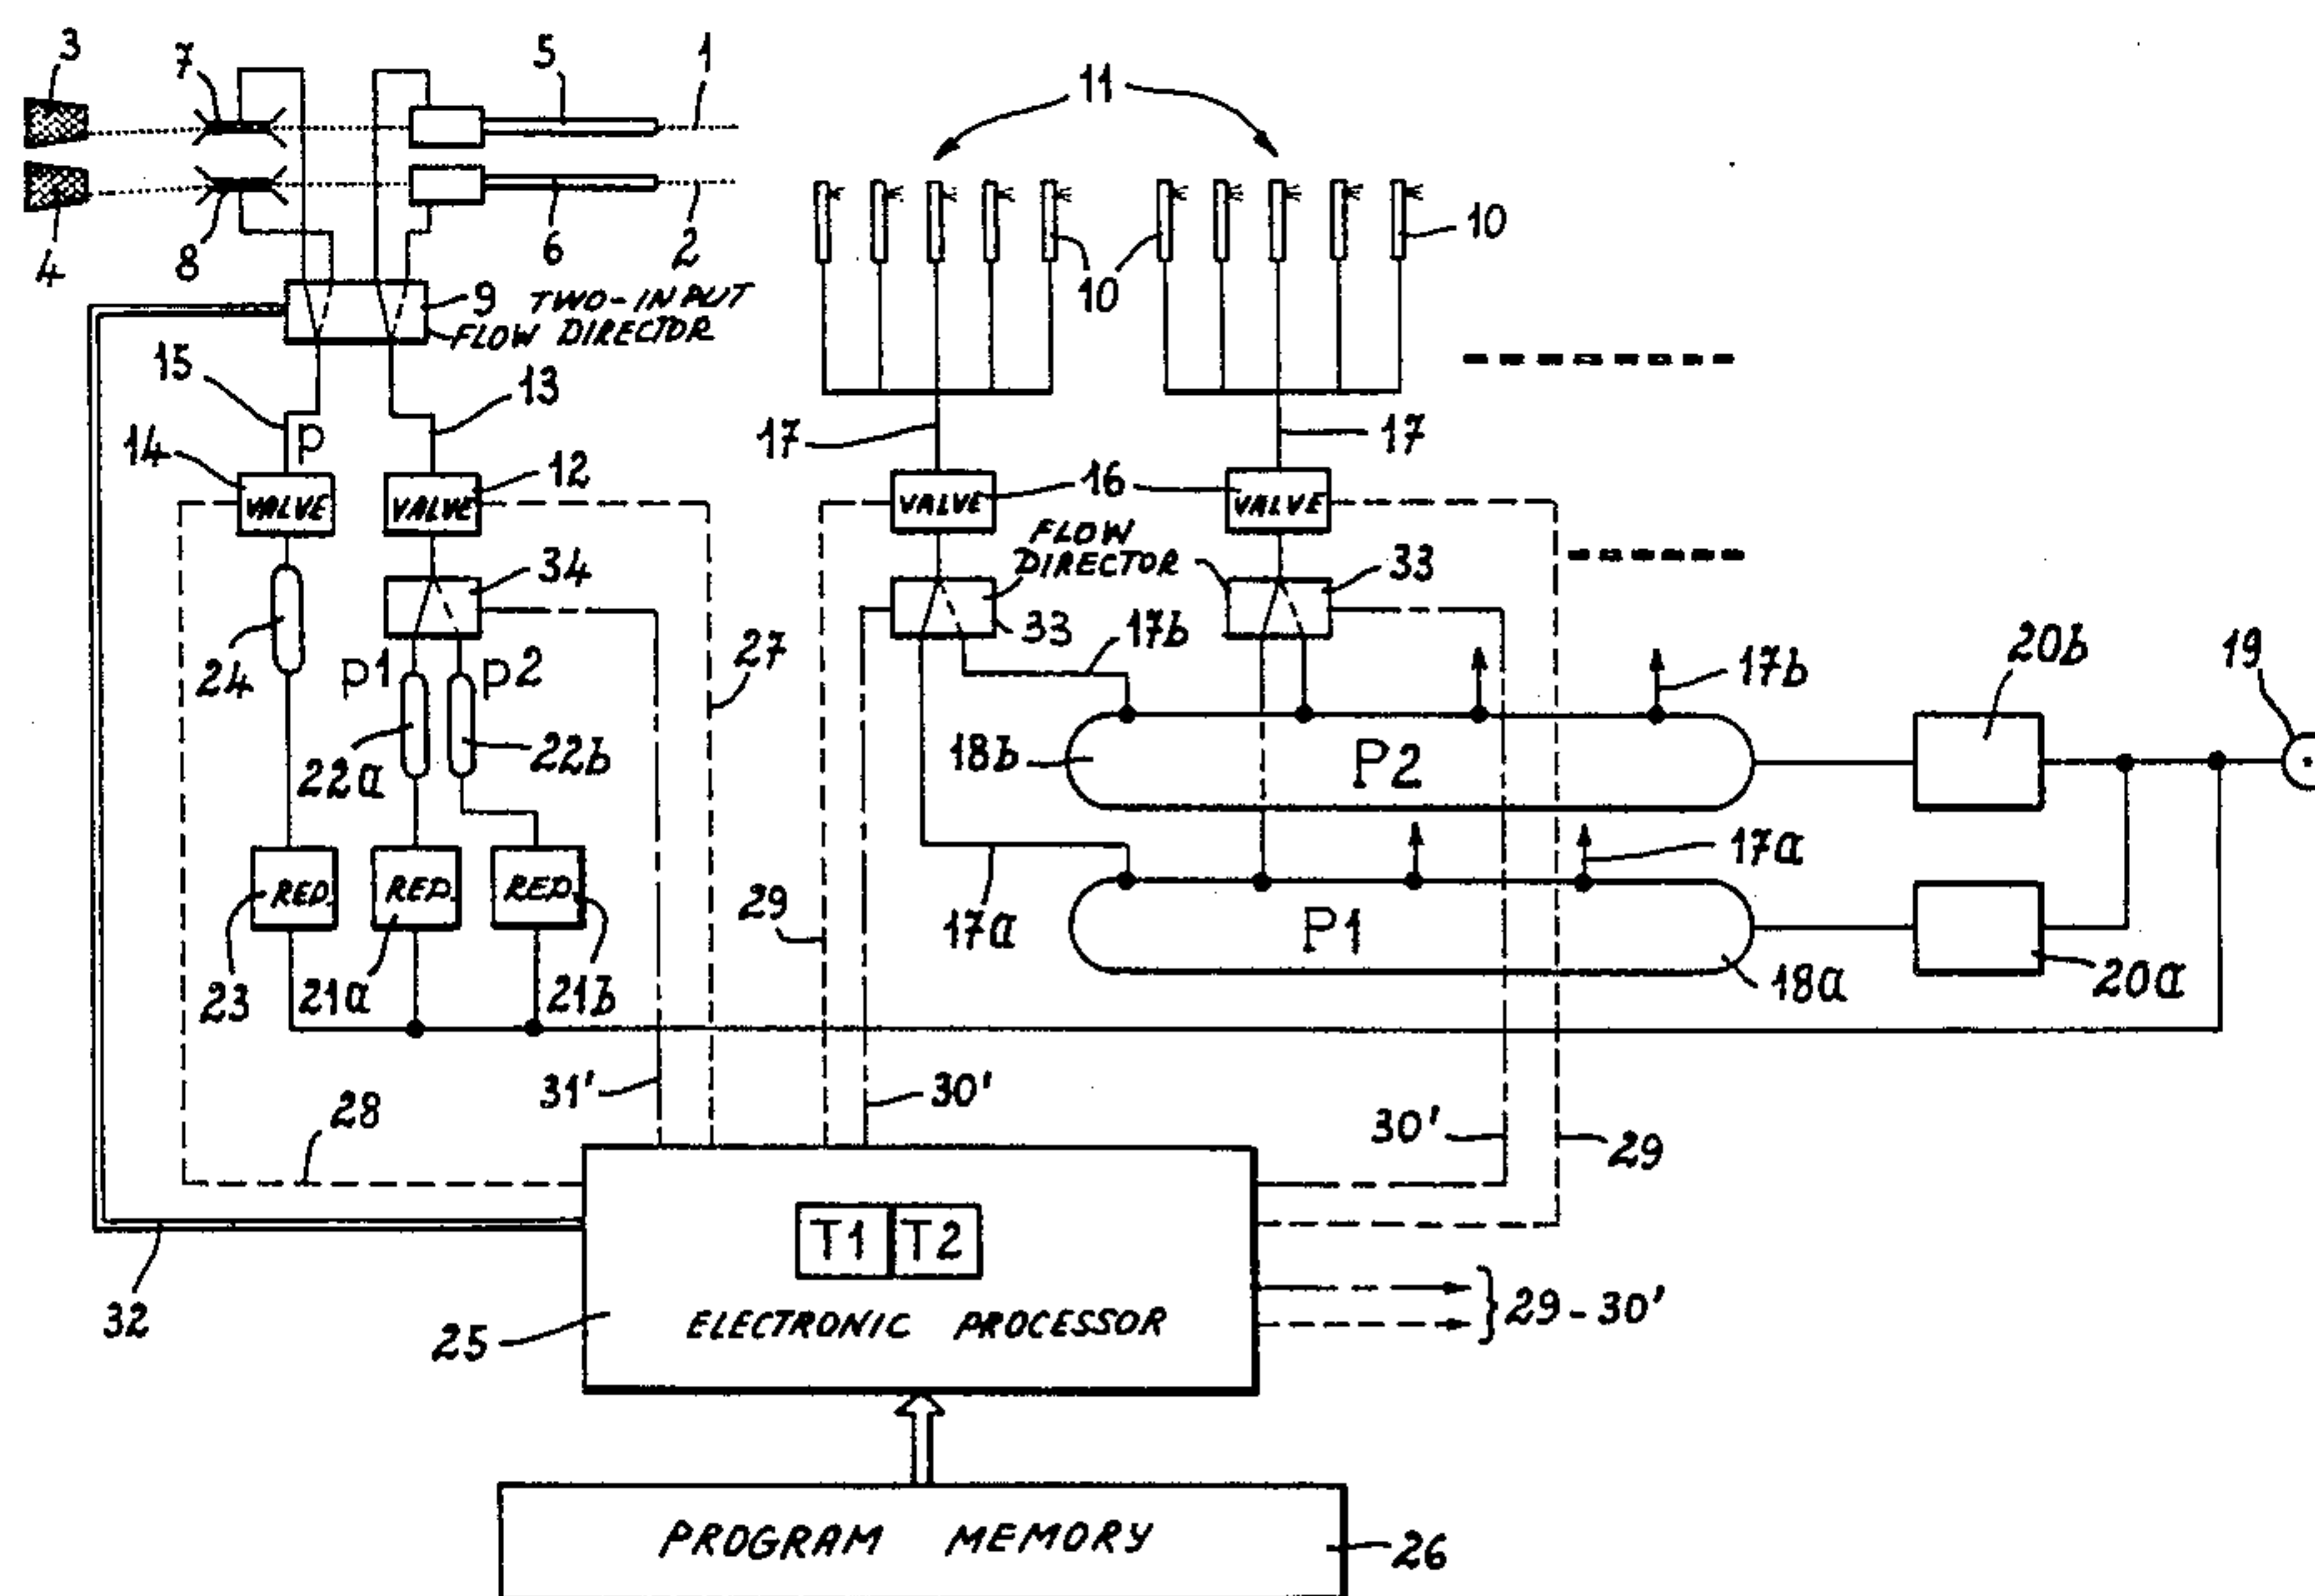 3
7
5
1
11
4
8
6
2
10
10
9 TWO-INPUT
FLOW DIRECTOR
15
13
P
17
17
14
12
16
VALVE
VALVE
VALVE
VALVE
FLOW
DIRECTOR
34
33
33
17b
27
24
p1
p2
20b
19
17b
18b
P2
22a
22b
17a
RED.
RED.
RED.
29
17a
P1
23
21a
21b
18a
20a
31'
30'
28
30'
29
T1 T2
32
25
ELECTRONIC PROCESSOR
29-30'
PROGRAM MEMORY
26